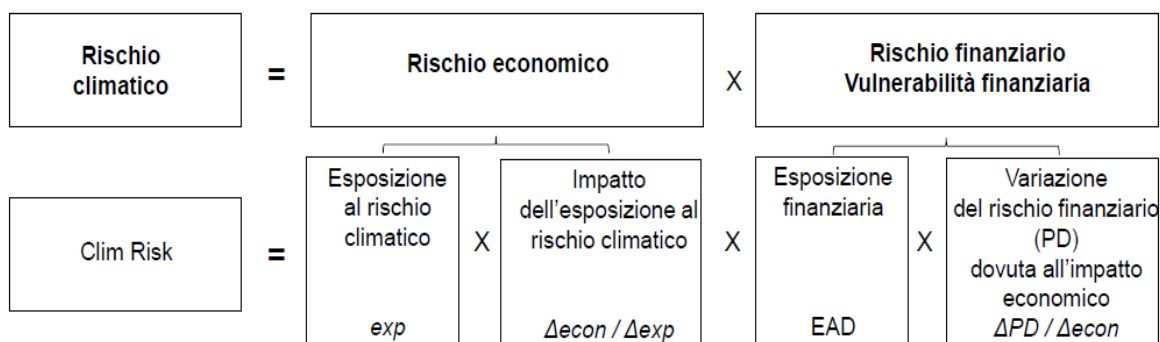 Rischio
climatico
=
Rischio economico
X
Rischio finanziario
Vulnerabilità finanziaria
Clim Risk
=
Esposizione
al rischio
climatico
exp
X
Impatto
dell'esposizione al
rischio climatico
Δecon / Δexp
X
Esposizione
finanziaria
EAD
X
Variazione
del rischio finanziario
(PD)
dovuta all'impatto
economico
ΔPD / Δecon